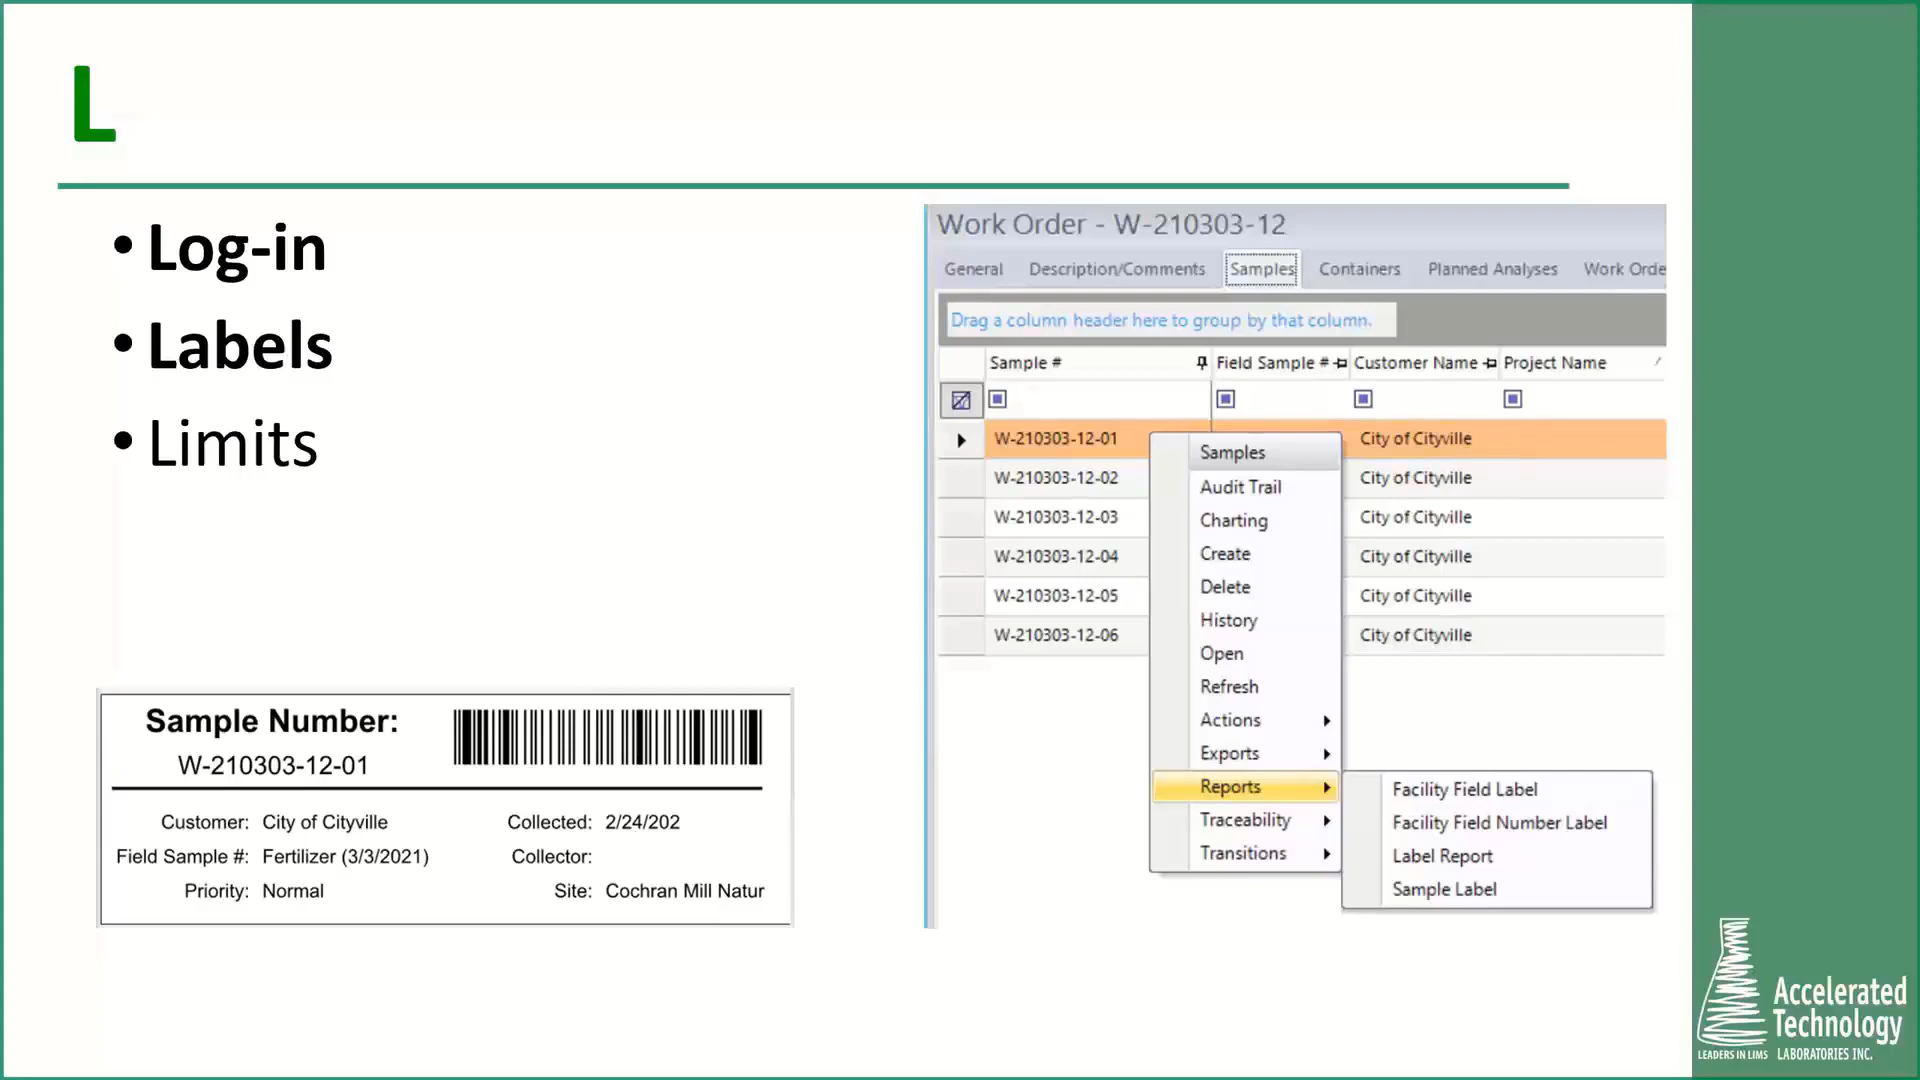 L
• Log-in
• Labels
• Limits
Sample Number:
W-210303-12-01
Customer: City of Cityville Collected: 2/24/202
Field Sample #: Fertilizer (3/3/2021) Collector:
Priority: Normal Site: Cochran Mill Natur
Work Order - W-210303-12
General Description/Comments Samples Containers Planned Analyses Work Orde
Drag a column header here to group by that column.
Sample # Field Sample # Customer Name Project Name
W-210303-12-01 City of Cityville
W-210303-12-02 City of Cityville
W-210303-12-03 City of Cityville
W-210303-12-04 City of Cityville
W-210303-12-05 City of Cityville
W-210303-12-06 City of Cityville
Samples
Audit Trail
Charting
Create
Delete
History
Open
Refresh
Actions
Exports
Reports
Traceability
Transitions
Facility Field Label
Facility Field Number Label
Label Report
Sample Label
Accelerated
Technology
LEADERS IN LIMS LABORATORIES INC.